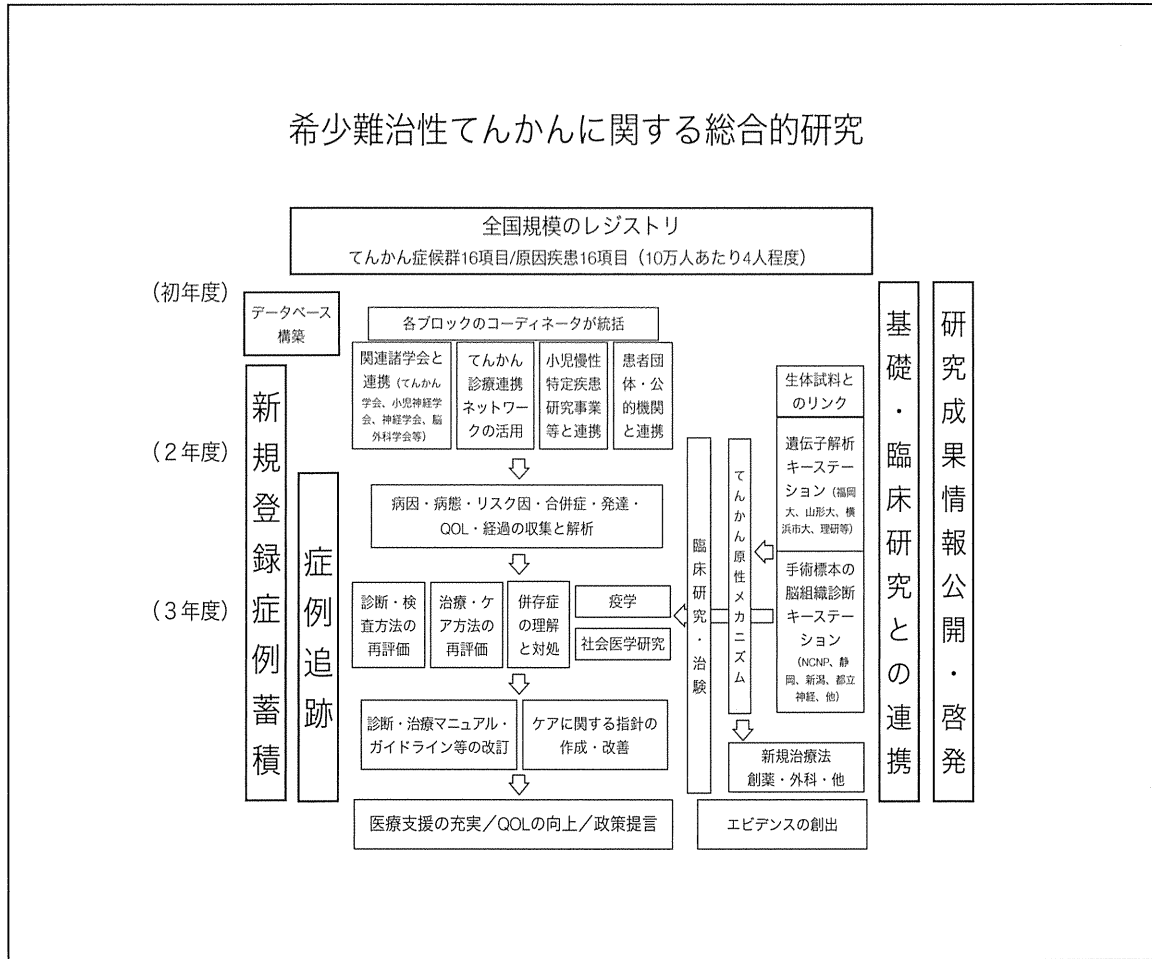 希少難治性てんかんに関する総合的研究
全国規模のレジストリ
てんかん症候群16項目/原因疾患16項目（10万人あたり4人程度）
（初年度）
データベース
構築
新規登録症例蓄積
（２年度）
症例追跡
（３年度）
各ブロックのコーディネータが統括
関連諸学会と
連携（てんかん
学会、小児神経学
会、神経学会、脳
外科学会等）
てんかん
診療連携
ネットワー
クの活用
小児慢性
特定疾患
研究事業
等と連携
患者団
体・公
的機関
と連携
病因・病態・リスク因・合併症・発達・
QOL・経過の収集と解析
診断・検
査方法の
再評価
治療・ケ
ア方法の
再評価
併存症
の理解
と対処
疫学
社会医学研究
診断・治療マニュアル・
ガイドライン等の改訂
ケアに関する指針の
作成・改善
医療支援の充実／QOLの向上／政策提言
臨床研究・治験
てんかん原性メカニズム
生体試料と
のリンク
遺伝子解析
キーステー
ション（福岡
大、山形大、横
浜市大、理研等）
手術標本の
脳組織診断
キーステー
ション
（NCNP、静
岡、新潟、都立
神経、他）
新規治療法
創薬・外科・他
エビデンスの創出
基礎・臨床研究との連携
研究成果情報公開・啓発